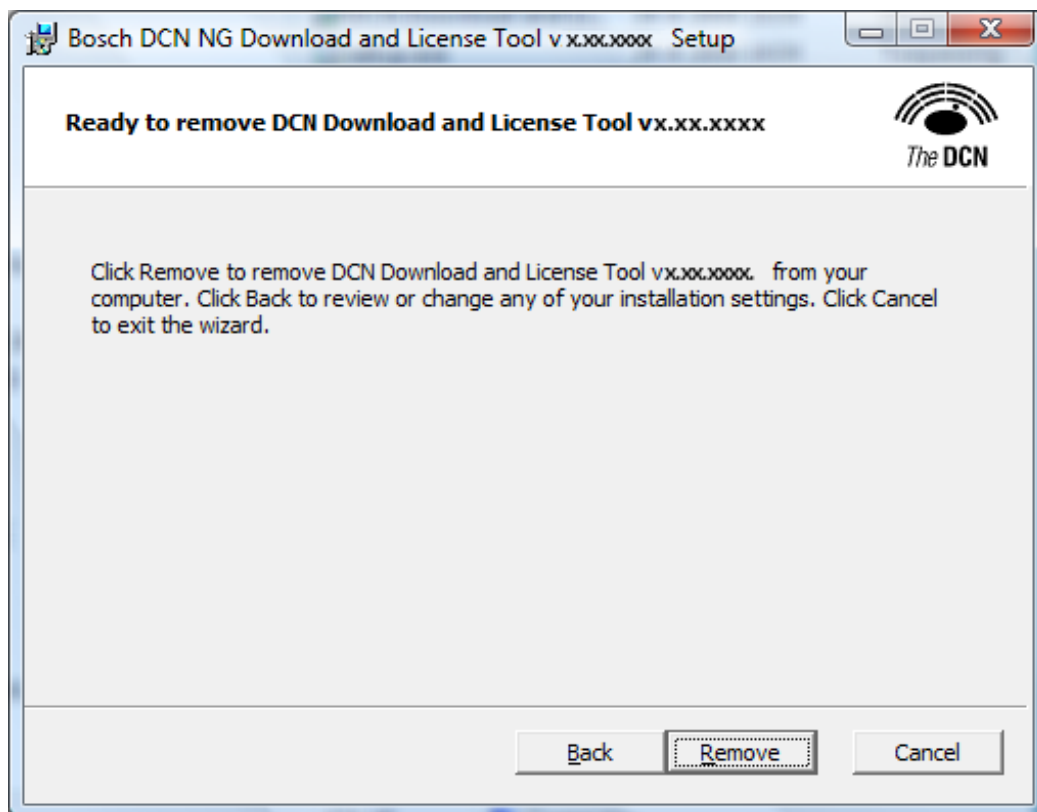 Bosch DCN NG Download and License Tool v x.xx.xxxx Setup
Ready to remove DCN Download and License Tool vx.xx.xxxx
The DCN
Click Remove to remove DCN Download and License Tool vx.xx.xxxx. from your
computer. Click Back to review or change any of your installation settings. Click Cancel
to exit the wizard.
Back
Remove
Cancel